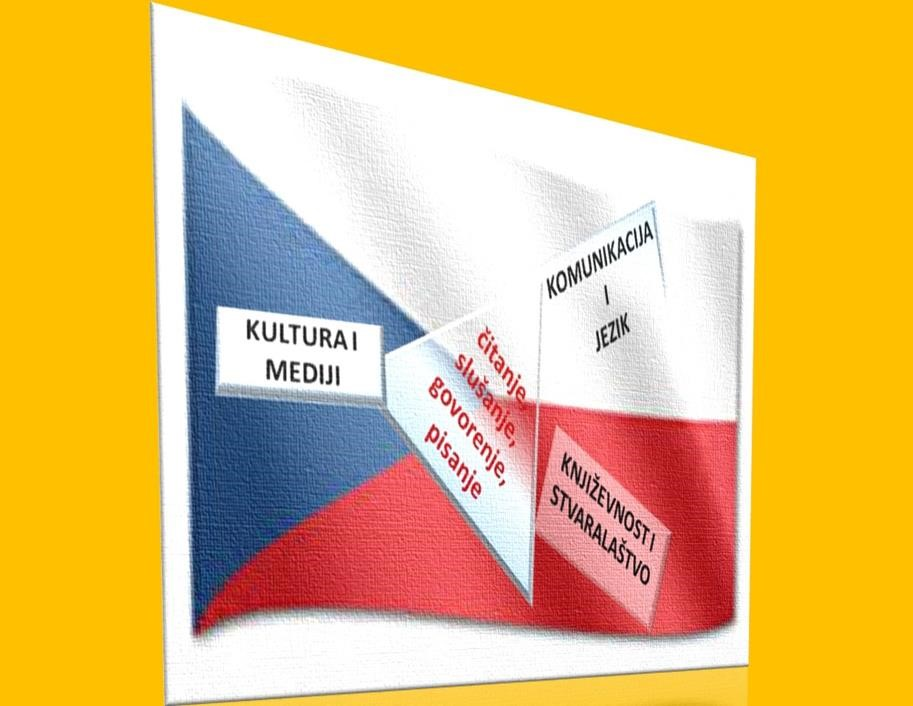 KULTURA I
MEDIJI
čitanje,
slušanje,
govorenje,
pisanje
KOMUNIKACIJA
I
JEZIK
KNJIŽEVNOST I
STVARALAŠTVO